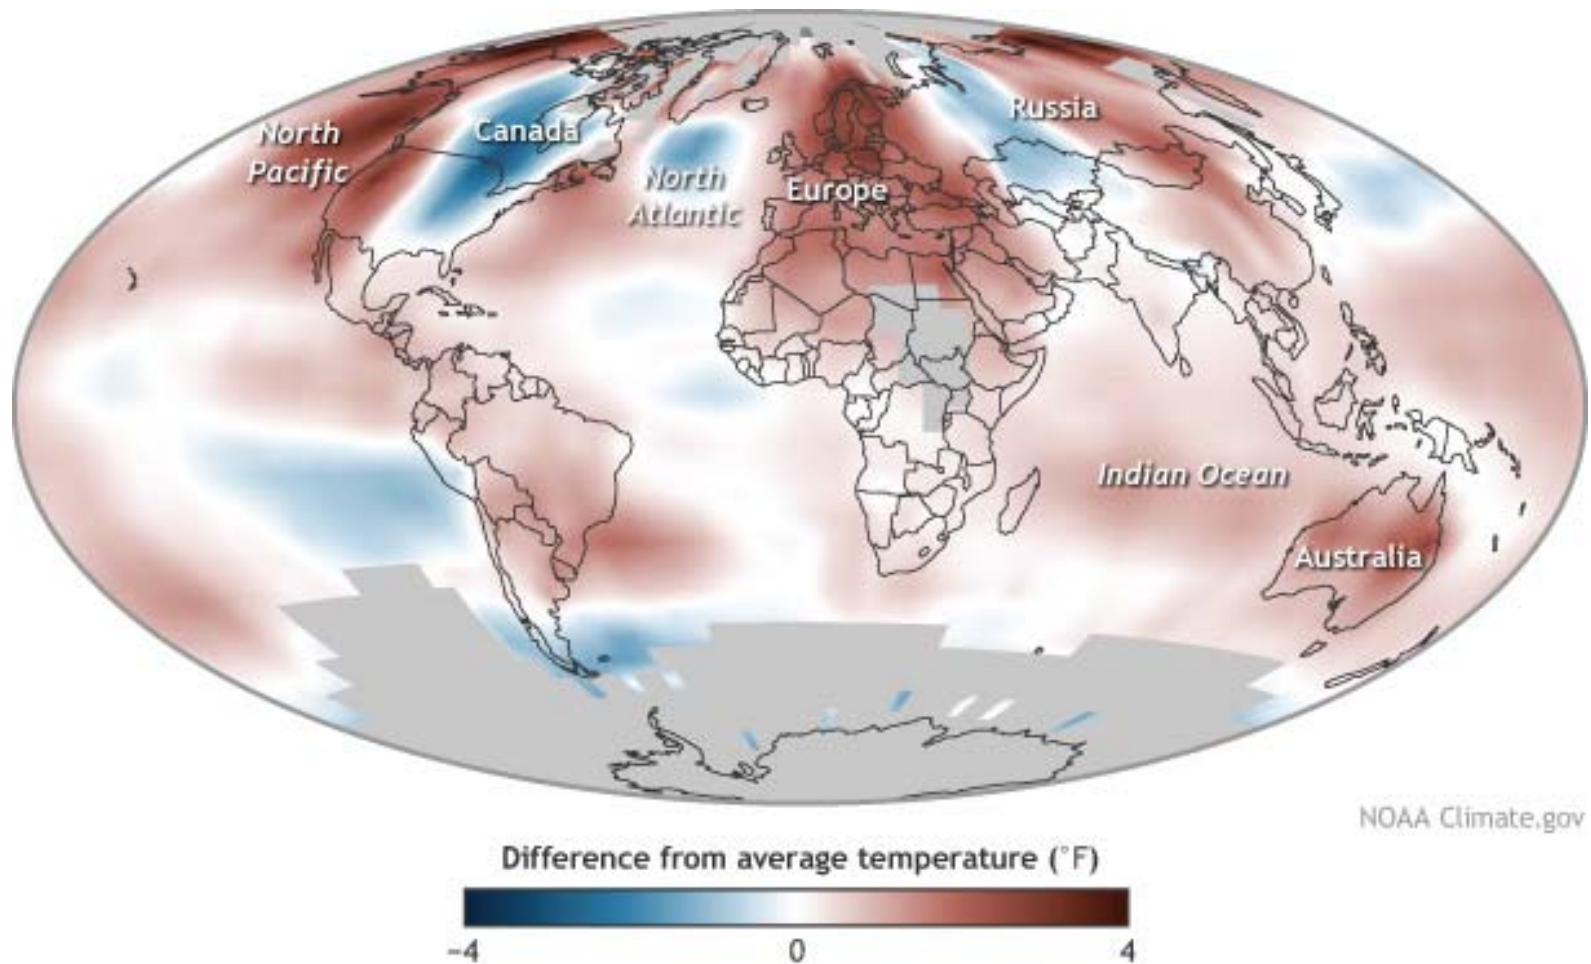 Russia
North
Pacific
Canada
North
Atlantic
Europe
Indian Ocean
Australia
NOAA Climate.gov
Difference from average temperature (°F)
−4
0
4